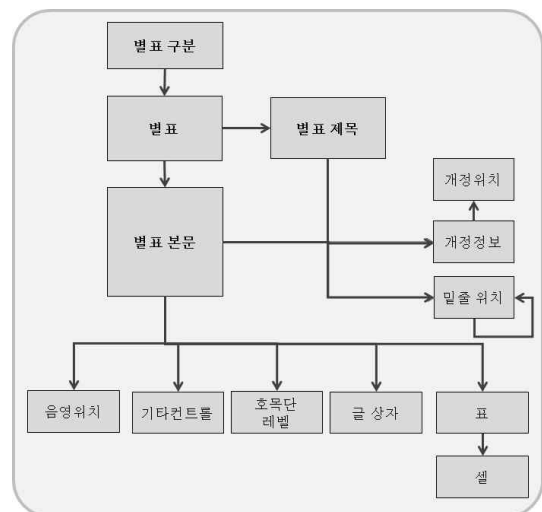 별표 구분
별표
별표 제목
개정위치
별표 본문
개정정보
밑줄 위치
음영위치
기타컨트롤
호목단
레벨
글 상자
표
셀